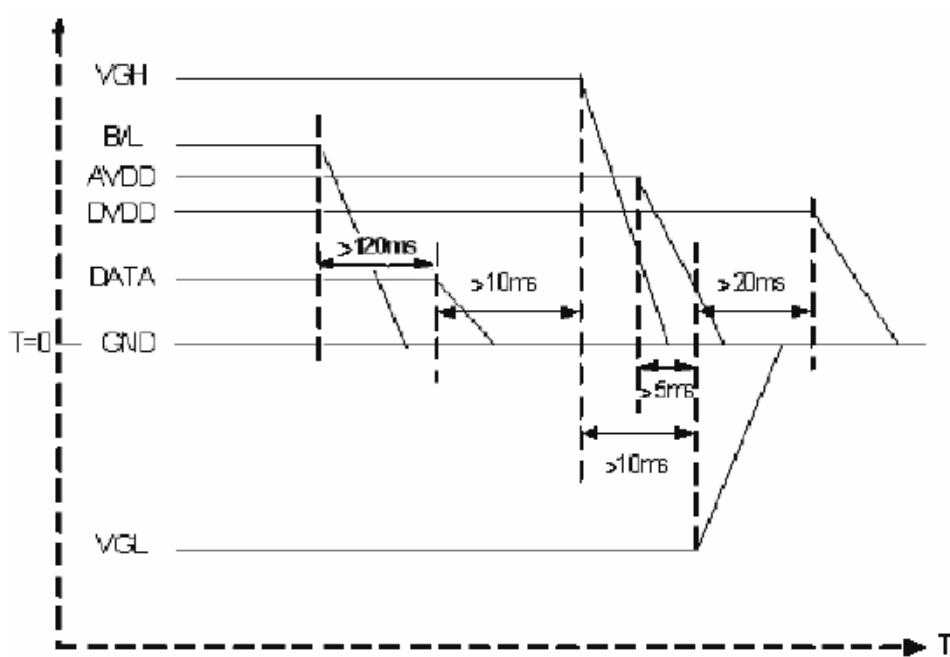 VGH
B/L
AVDD
DVDD
>120ms
DATA
>10ms
>20ms
T=0
GND
>5ms
>10ms
VGL
T